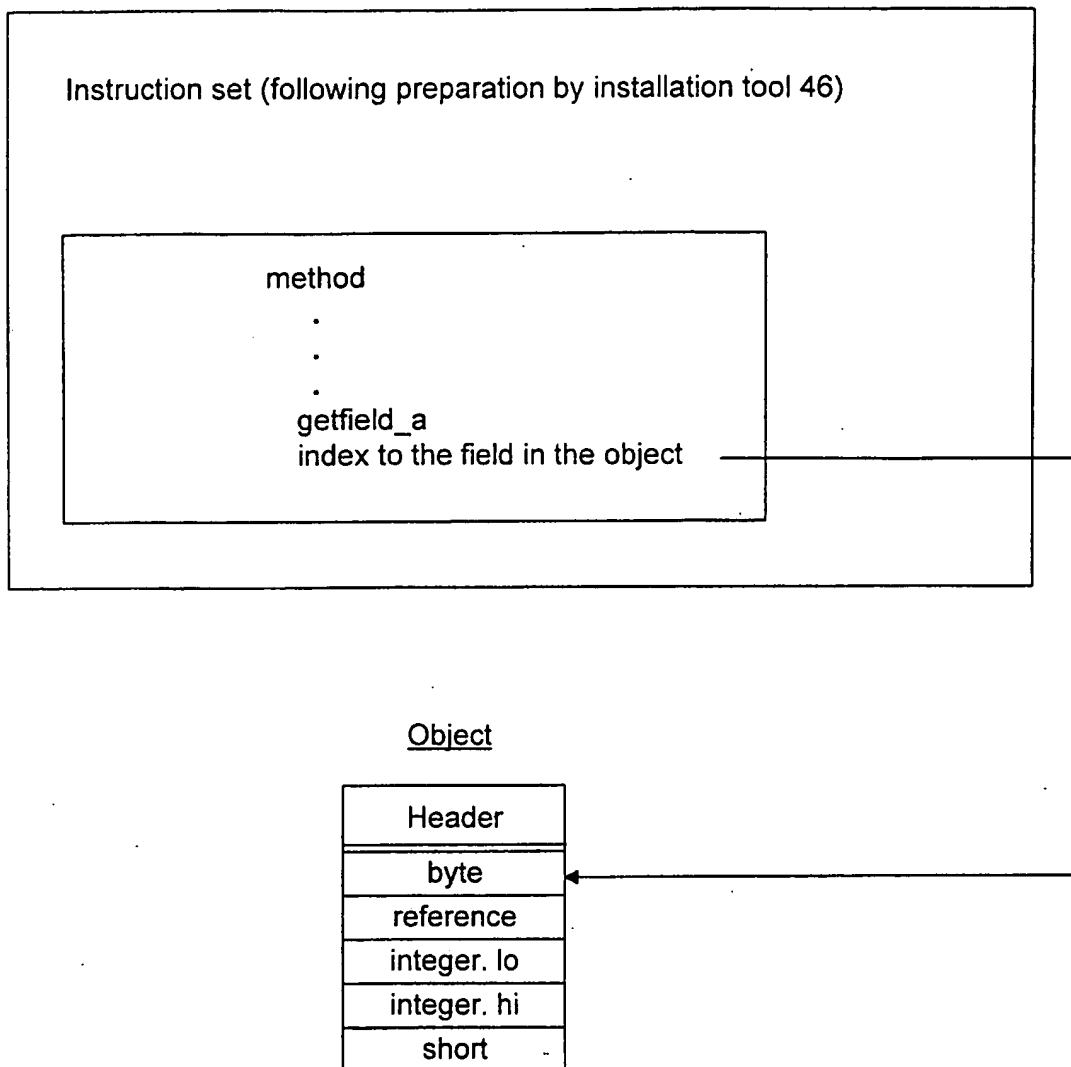 Instruction set (following preparation by installation tool 46)
method
.
.
.
getfield_a
index to the field in the object
Object
Header
byte
reference
integer. lo
integer. hi
short